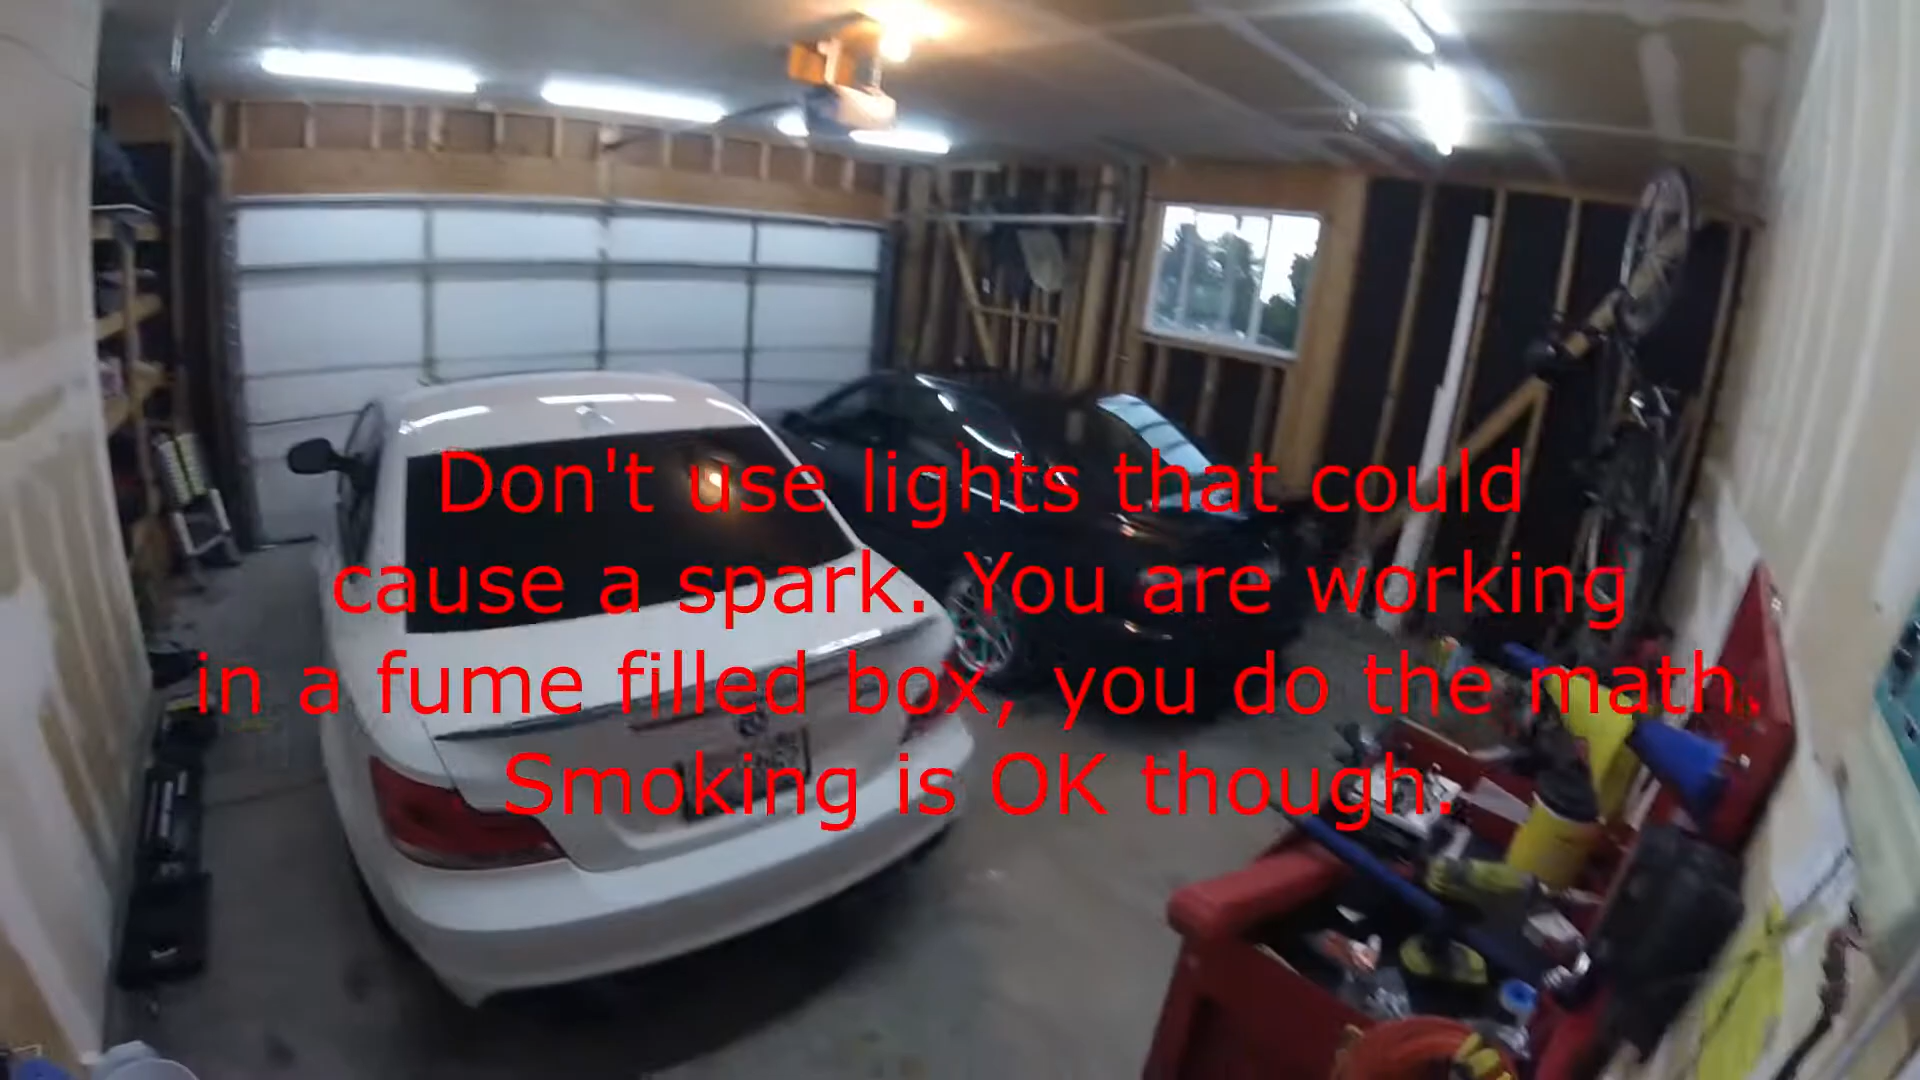 Don't use lights that could
cause a spark. You are working
in a fume filled box, you do the math.
Smoking is OK though.